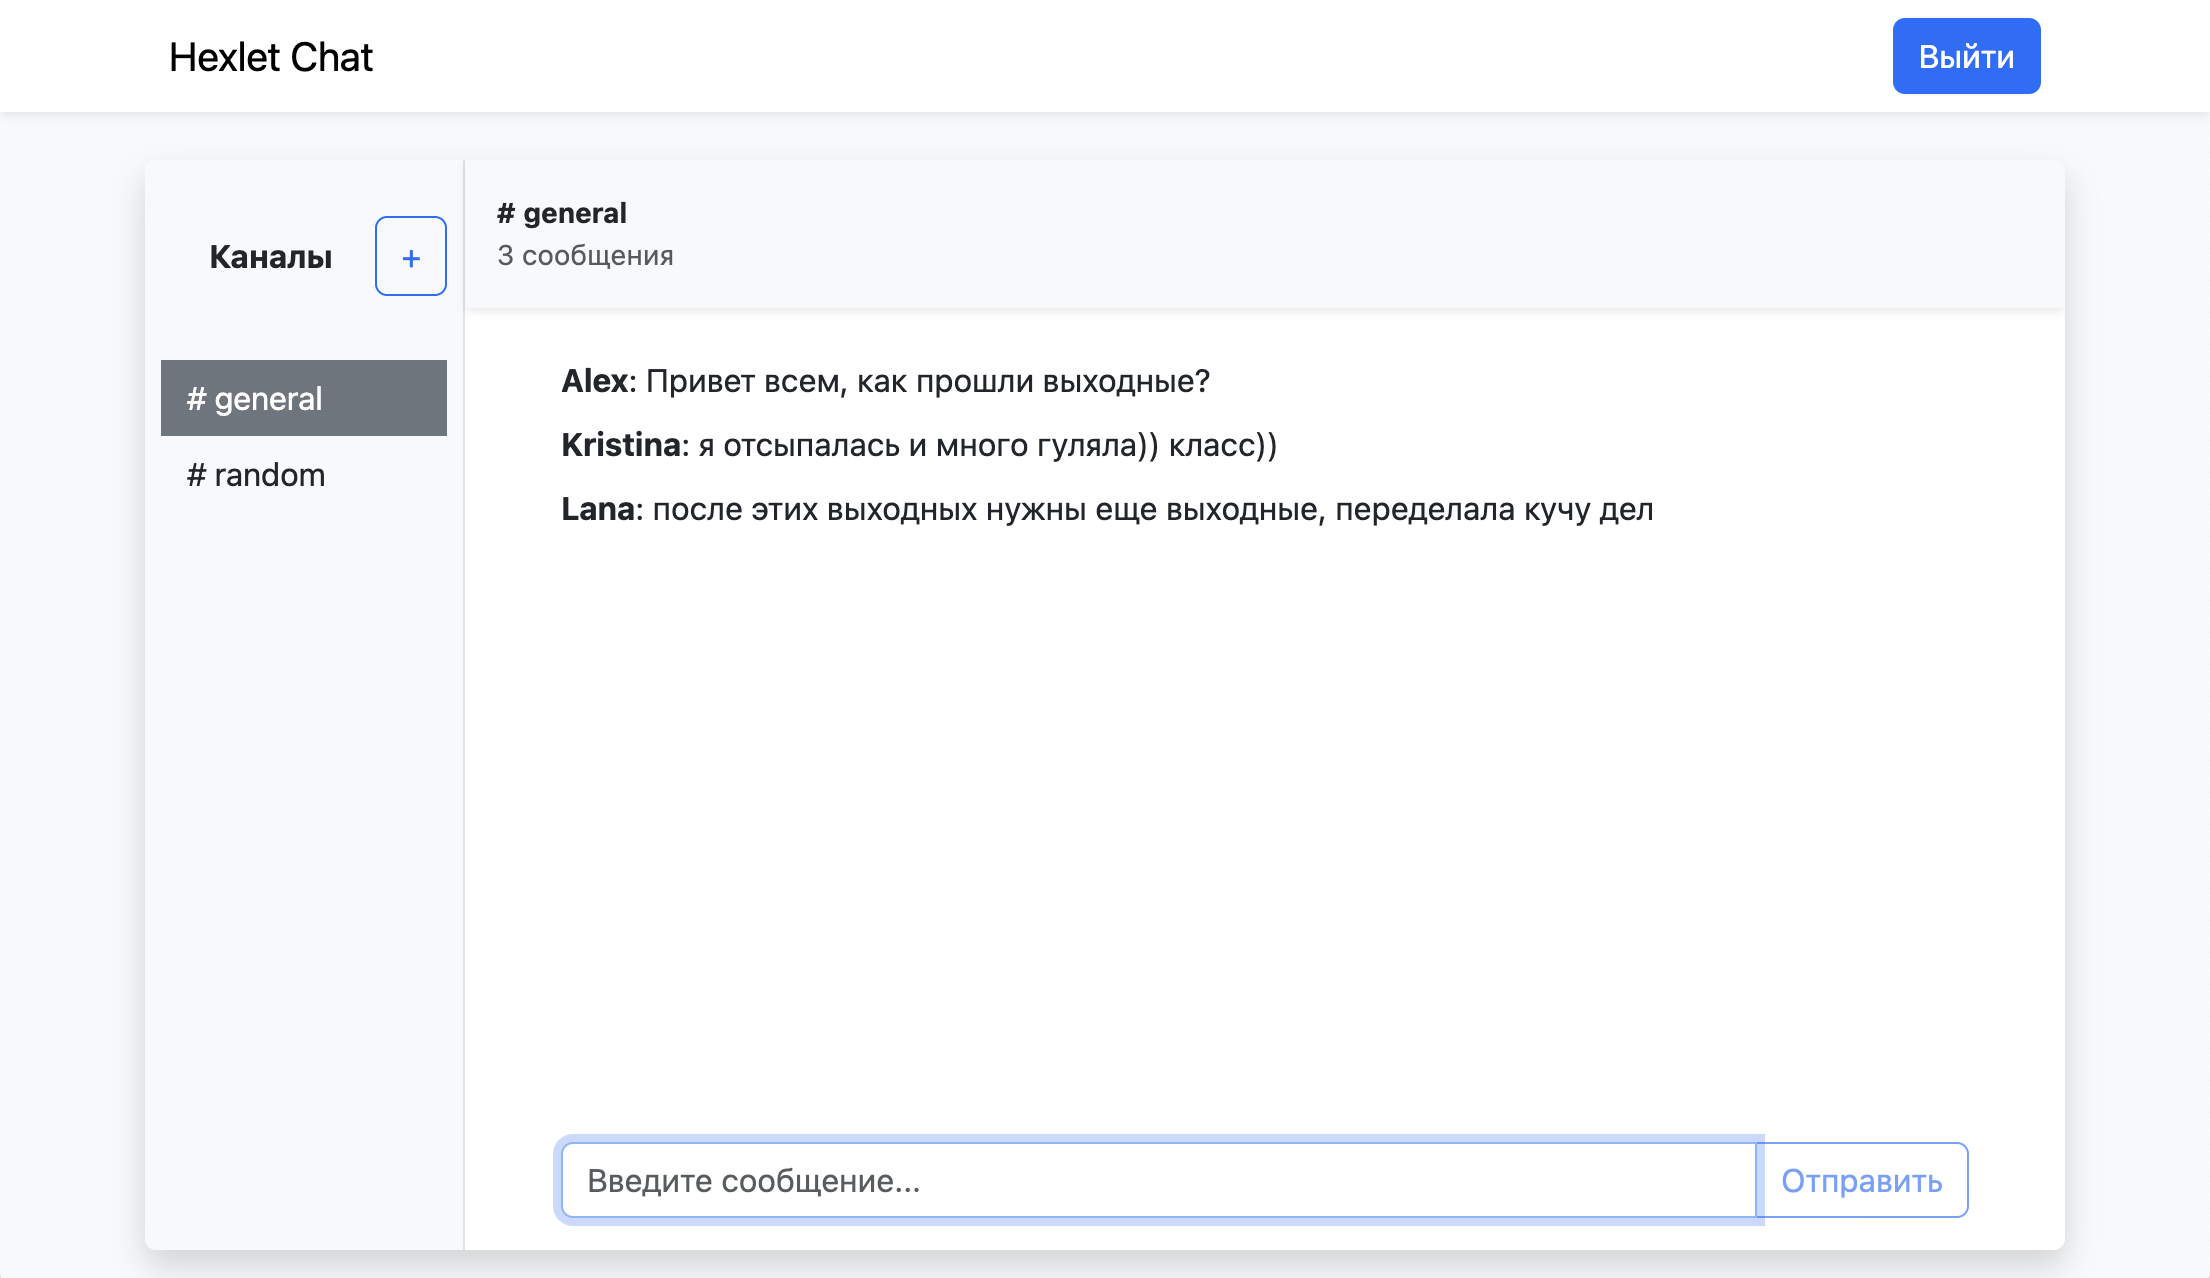 Hexlet Chat
Выйти
Каналы
+
# general
# random
# general
3 сообщения
Alex: Привет всем, как прошли выходные?
Kristina: я отсыпалась и много гуляла)) класс))
Lana: после этих выходных нужны еще выходные, переделала кучу дел
Введите сообщение...
Отправить